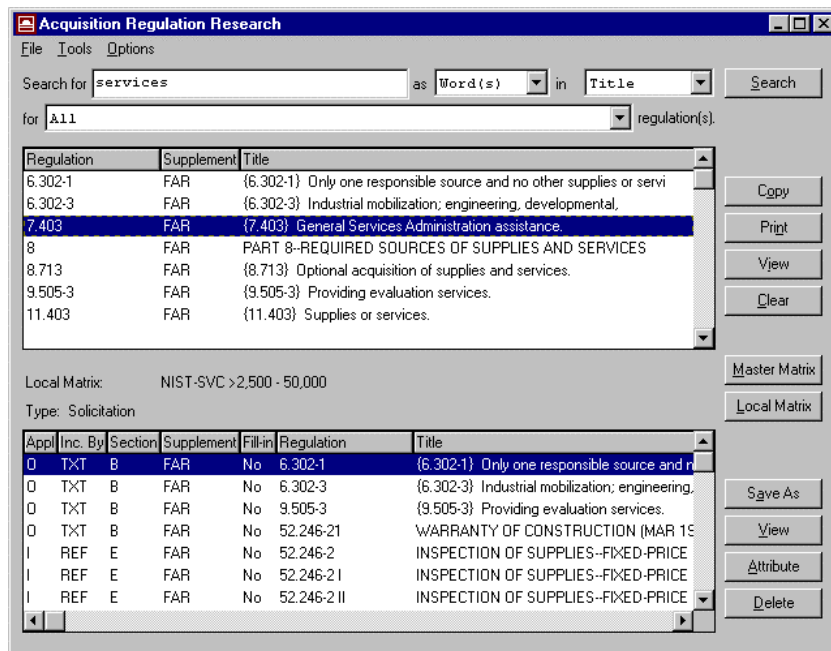 Acquisition Regulation Research
File Tools Options
Search for services as Word(s) in Title Search
for All regulation(s).
Regulation Supplement Title
6.302-1 FAR {6.302-1} Only one responsible source and no other supplies or servi
6.302-3 FAR {6.302-3} Industrial mobilization; engineering, developmental,
7.403 FAR {7.403} General Services Administration assistance.
8 FAR PART 8--REQUIRED SOURCES OF SUPPLIES AND SERVICES
8.713 FAR {8.713} Optional acquisition of supplies and services.
9.505-3 FAR {9.505-3} Providing evaluation services.
11.403 FAR {11.403} Supplies or services.
Copy
Print
View
Clear
Master Matrix
Local Matrix
Local Matrix: NIST-SVC >2,500 - 50,000
Type: Solicitation
Appl Inc. By Section Supplement Fill-in Regulation Title
O TXT B FAR No 6.302-1 {6.302-1} Only one responsible source and n
O TXT B FAR No 6.302-3 {6.302-3} Industrial mobilization; engineering,
O TXT B FAR No 9.505-3 {9.505-3} Providing evaluation services.
O TXT B FAR No 52.246-21 WARRANTY OF CONSTRUCTION (MAR 19
I REF E FAR No 52.246-2 INSPECTION OF SUPPLIES--FIXED-PRICE
I REF E FAR No 52.246-2 I INSPECTION OF SUPPLIES--FIXED-PRICE
I REF E FAR No 52.246-2 II INSPECTION OF SUPPLIES--FIXED-PRICE
Save As
View
Attribute
Delete